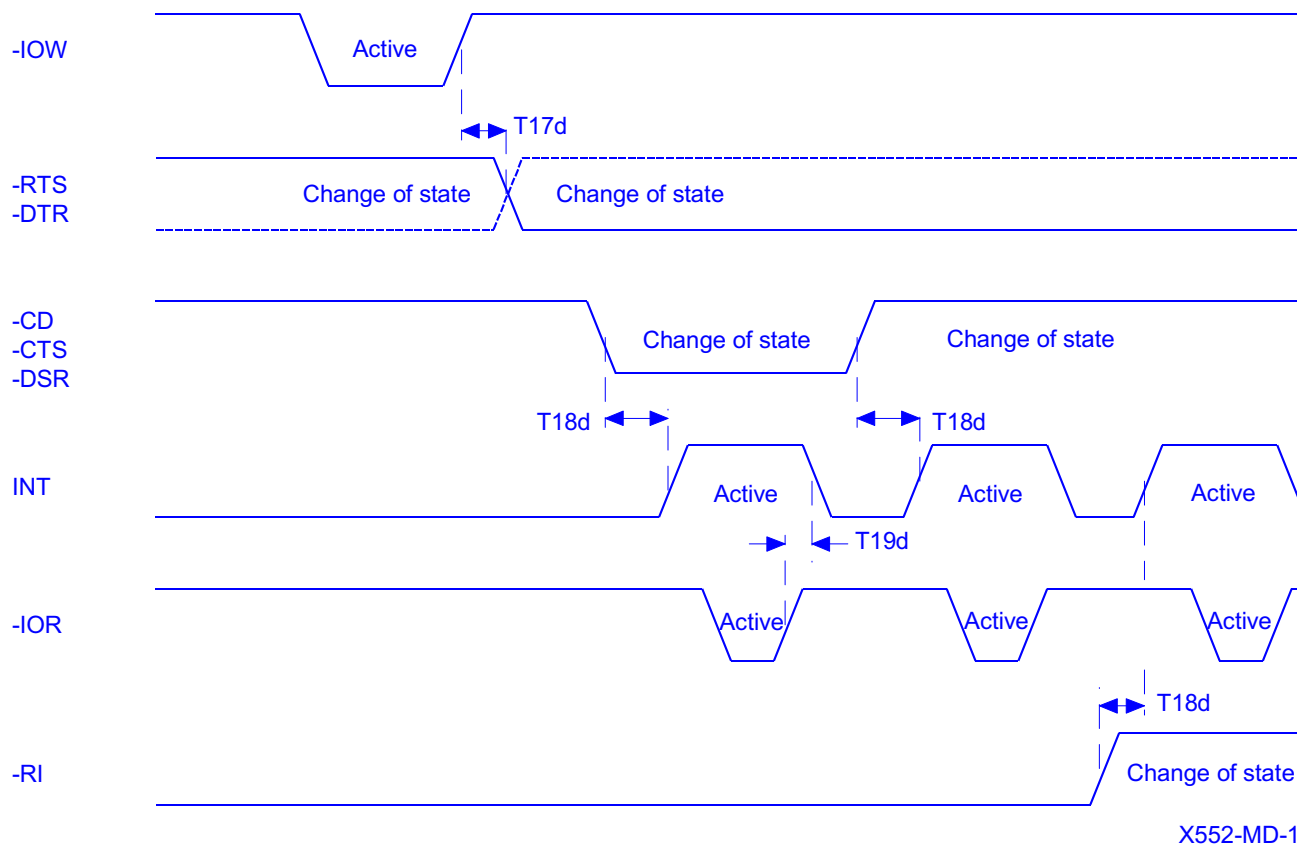 -IOW
Active
T17d
-RTS
-DTR
Change of state
Change of state
-CD
-CTS
-DSR
Change of state
Change of state
T18d
T18d
INT
Active
Active
Active
T19d
-IOR
Active
Active
Active
T18d
-RI
Change of state
X552-MD-1